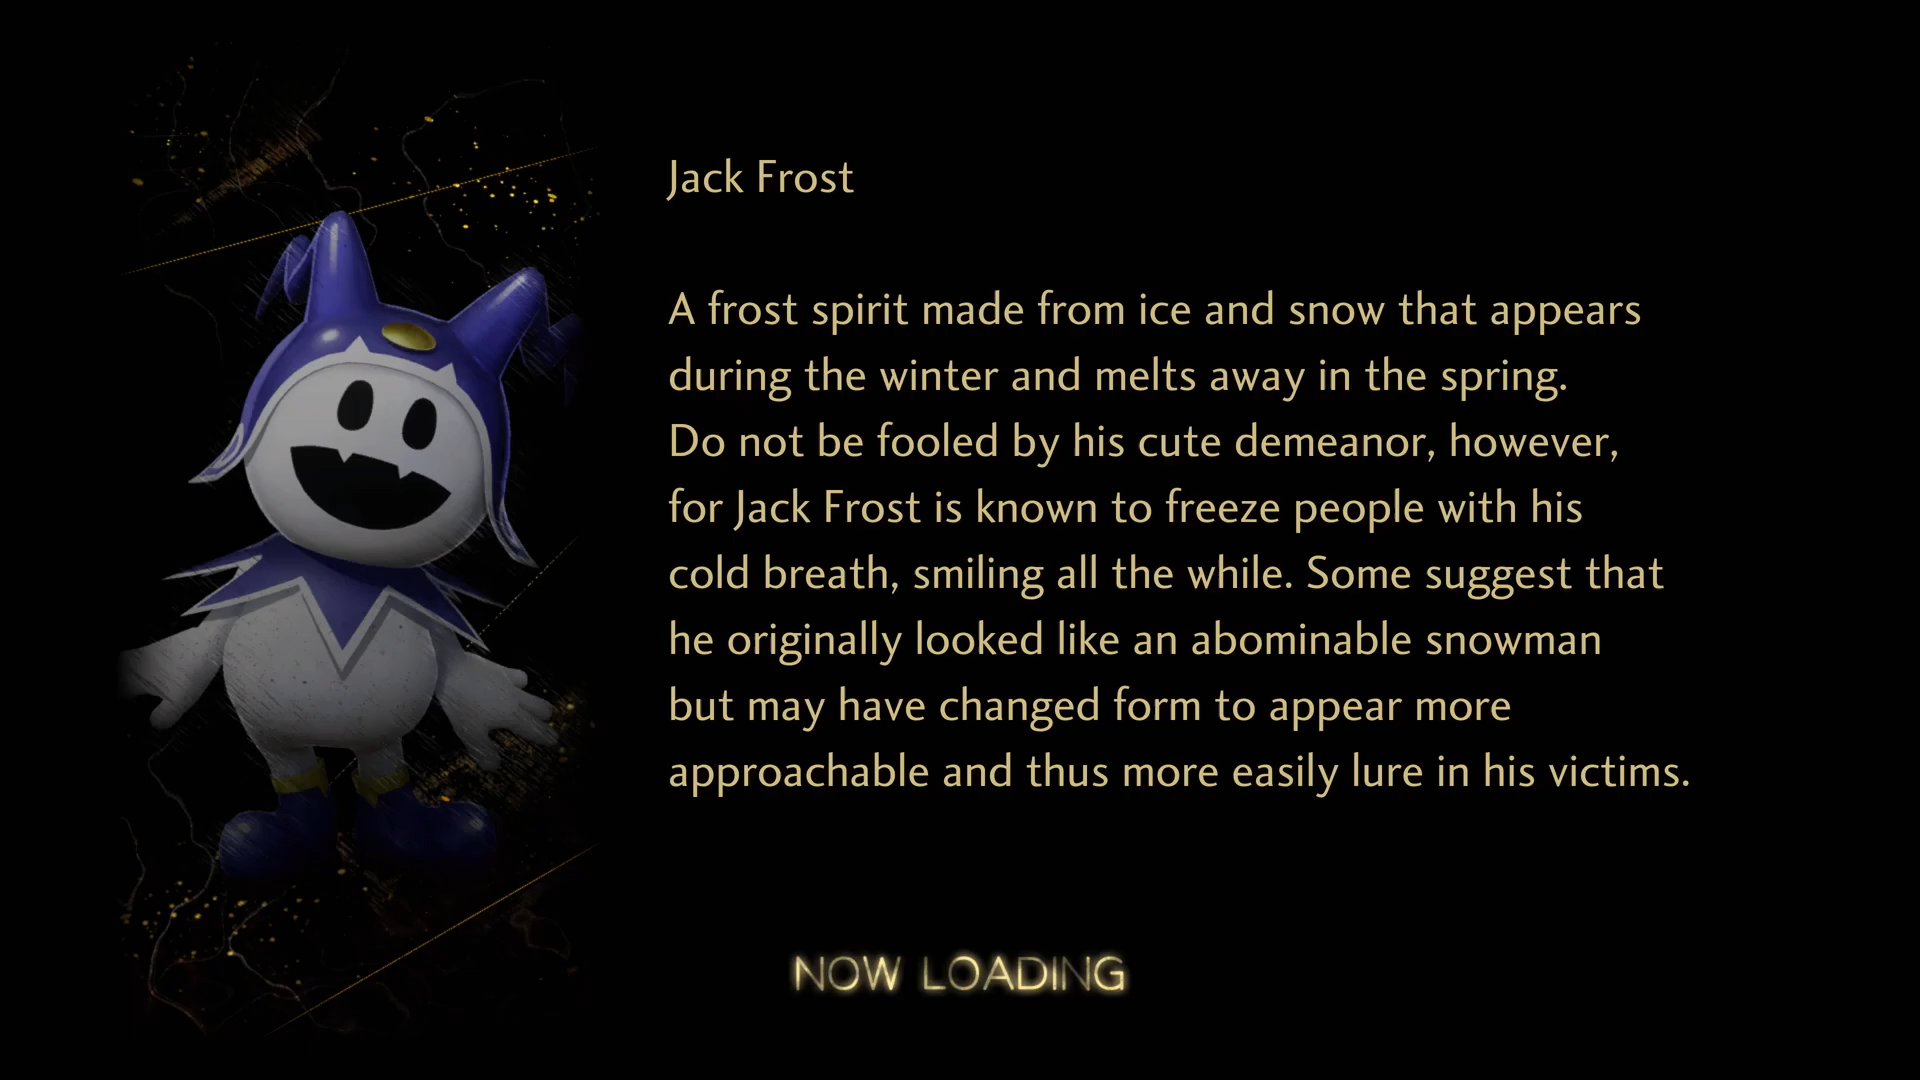 Jack Frost
A frost spirit made from ice and snow that appears
during the winter and melts away in the spring.
Do not be fooled by his cute demeanor, however,
for Jack Frost is known to freeze people with his
cold breath, smiling all the while. Some suggest that
he originally looked like an abominable snowman
but may have changed form to appear more
approachable and thus more easily lure in his victims.
NOW LOADING